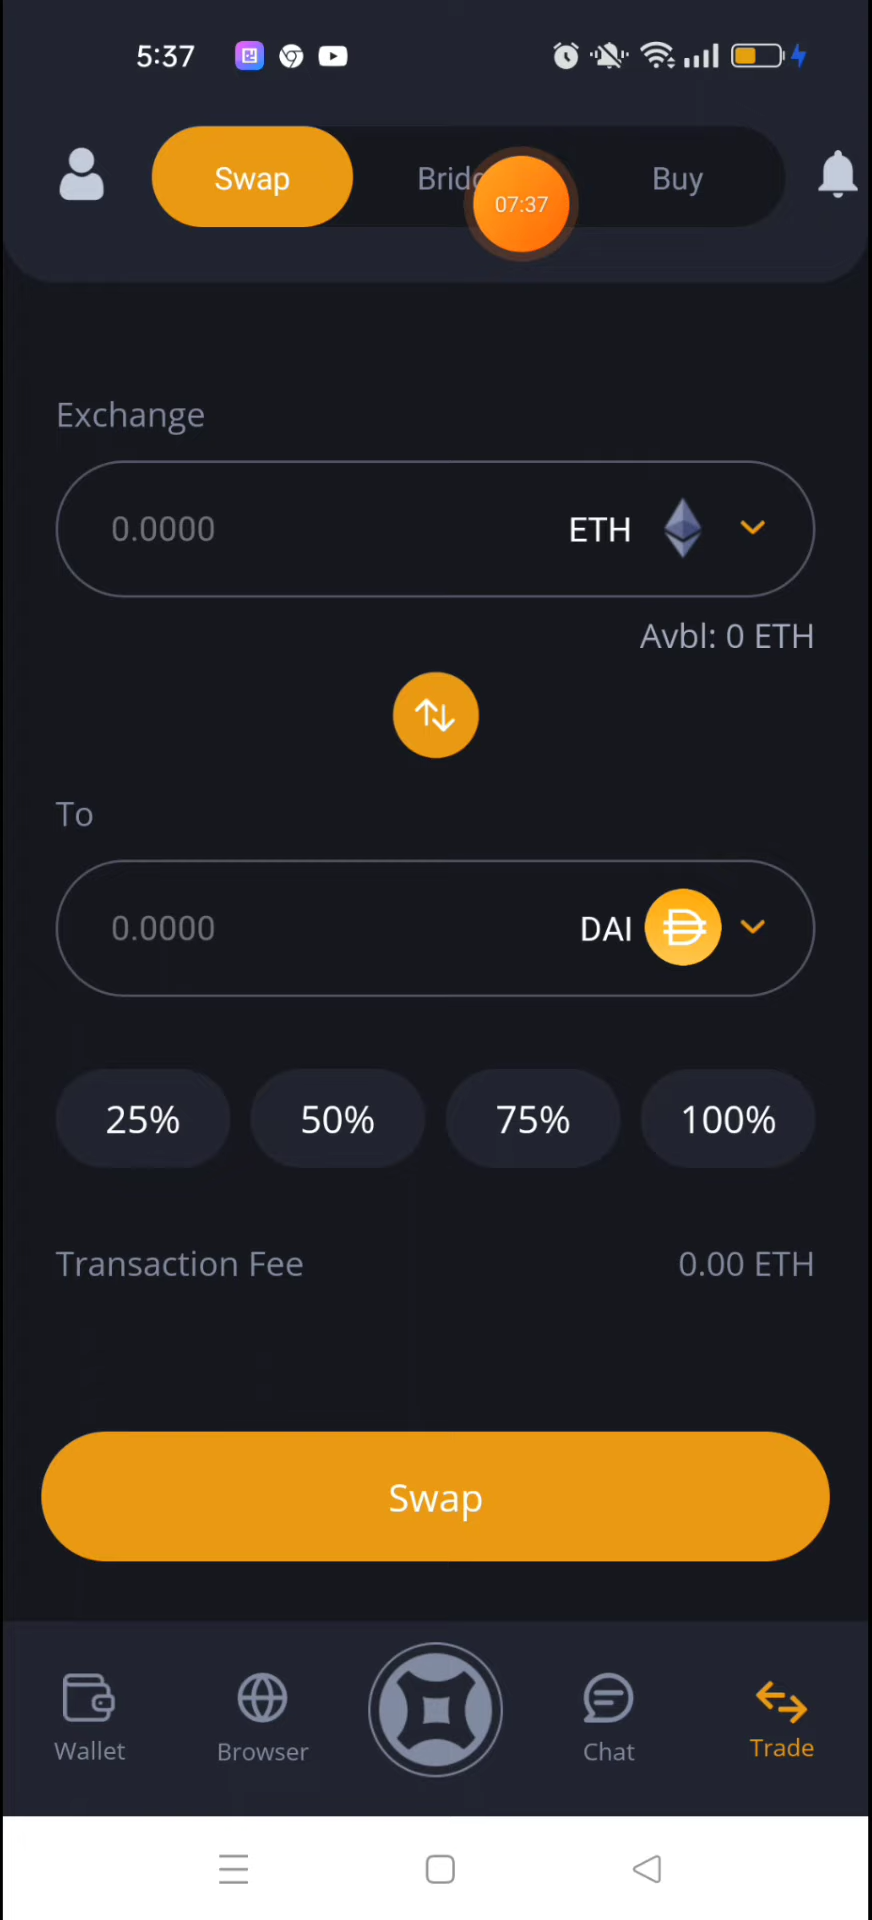 5:37
Swap
Buy
07:37
Exchange
0.0000 ETH
Avbl: 0 ETH
To
0.0000 DAI
25% 50% 75% 100%
Transaction Fee 0.00 ETH
Swap
Wallet Browser Chat Trade